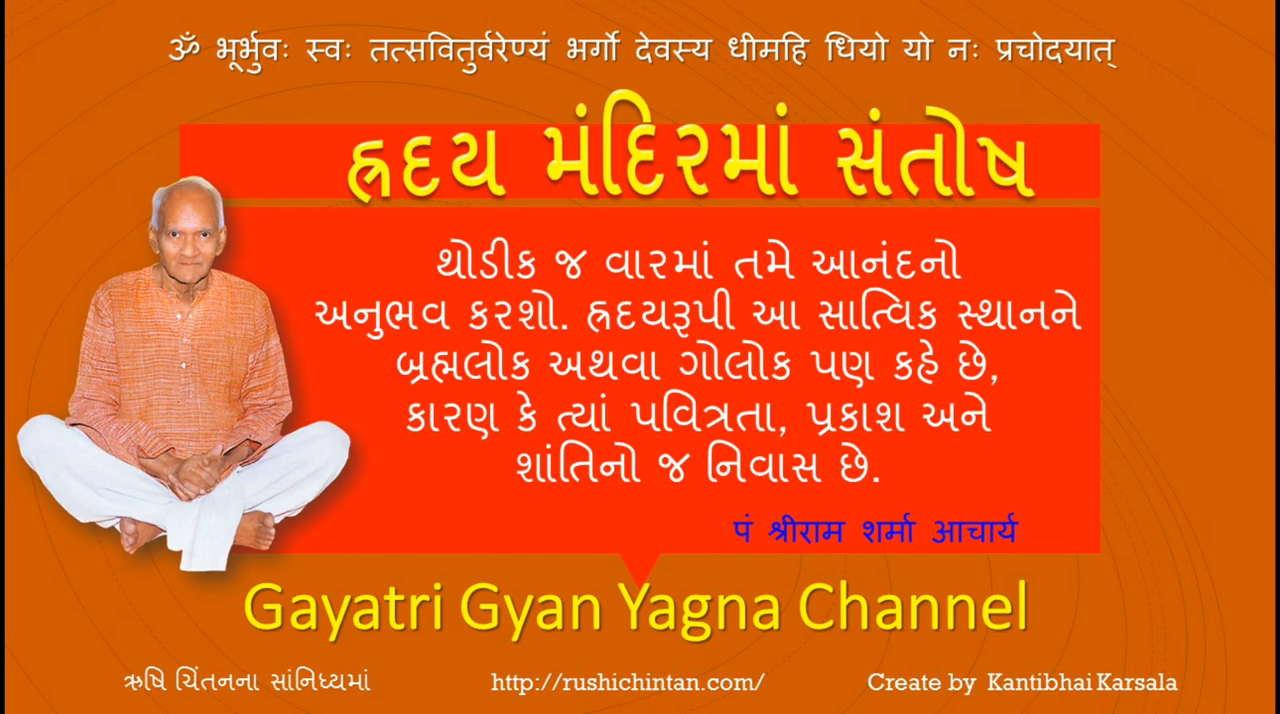 ॐ भूर्भुवः स्वः तत्सवितुर्वरेण्यं भर्गो देवस्य धीमहि धियो यो नः प्रचोदयात्
હ્રદય મંદિરમાં સંતોષ
થોડીક જ વારમાં તમે આનંદનો
અનુભવ કરશો. હ્રદયરૂપી આ સાત્વિક સ્થાનને
બ્રહ્મલોક અથવા ગોલોક પણ કહે છે,
કારણ કે ત્યાં પવિત્રતા, પ્રકાશ અને
શાંતિનો જ નિવાસ છે.
पं श्रीराम शर्मा आचार्य
Gayatri Gyan Yagna Channel
ઋષિ ચિંતનના સાંનિધ્યમાં
http://rushichintan.com/
Create by Kantibhai Karsala